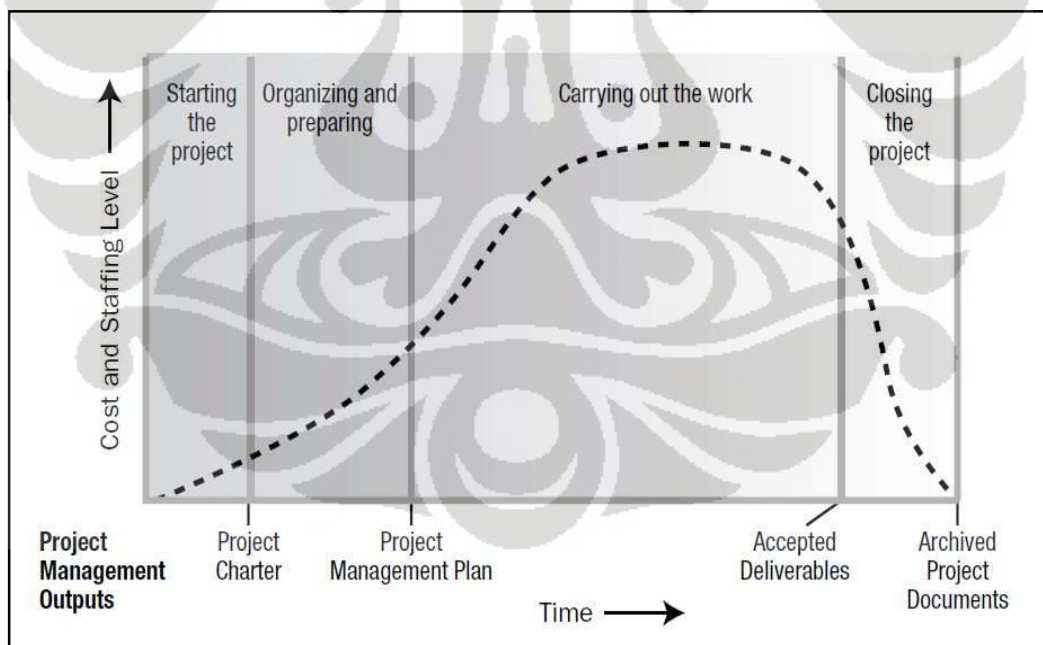 Starting
the
project
Organizing and
preparing
Carrying out the work
Closing
the
project
Cost and Staffing Level
Project
Management
Outputs
Project
Charter
Project
Management Plan
Accepted
Deliverables
Archived
Project
Documents
Time